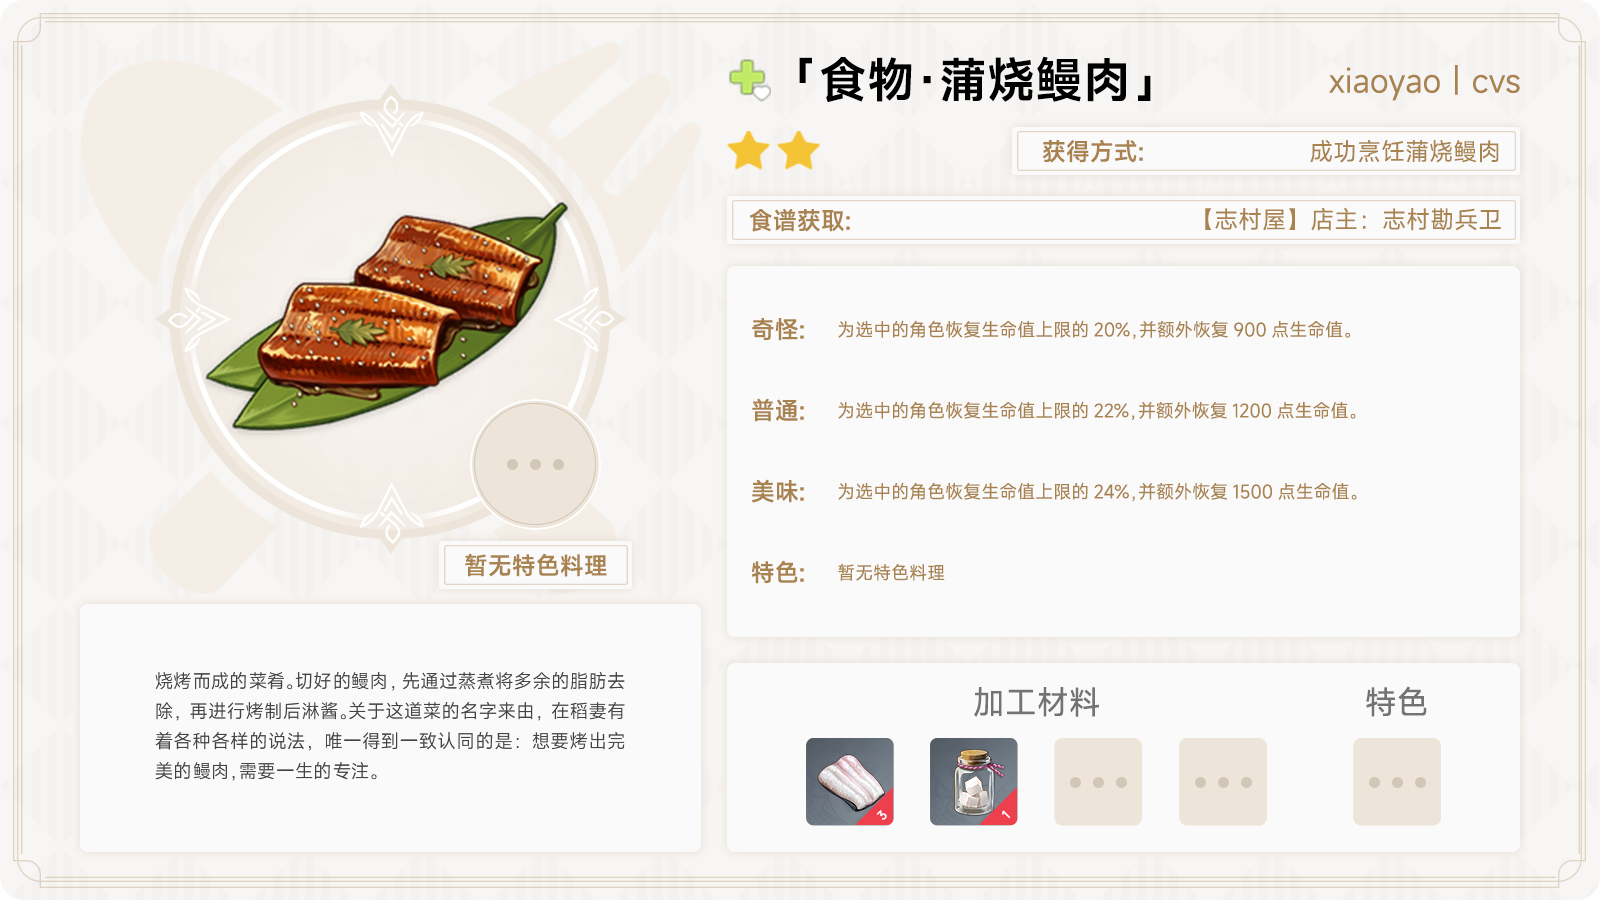 「食物·蒲烧鳗肉」
xiaoyao | cvs
获得方式:
成功烹饪蒲烧鳗肉
食谱获取:
【志村屋】店主：志村勘兵卫
奇怪:
为选中的角色恢复生命值上限的 20%,并额外恢复 900 点生命值。
普通:
为选中的角色恢复生命值上限的 22%,并额外恢复 1200 点生命值。
美味:
为选中的角色恢复生命值上限的 24%,并额外恢复 1500 点生命值。
特色:
暂无特色料理
暂无特色料理
烧烤而成的菜肴。切好的鳗肉，先通过蒸煮将多余的脂肪去
除，再进行烤制后淋酱。关于这道菜的名字来由，在稻妻有
着各种各样的说法，唯一得到一致认同的是：想要烤出完
美的鳗肉,需要一生的专注。
加工材料
特色
3
1